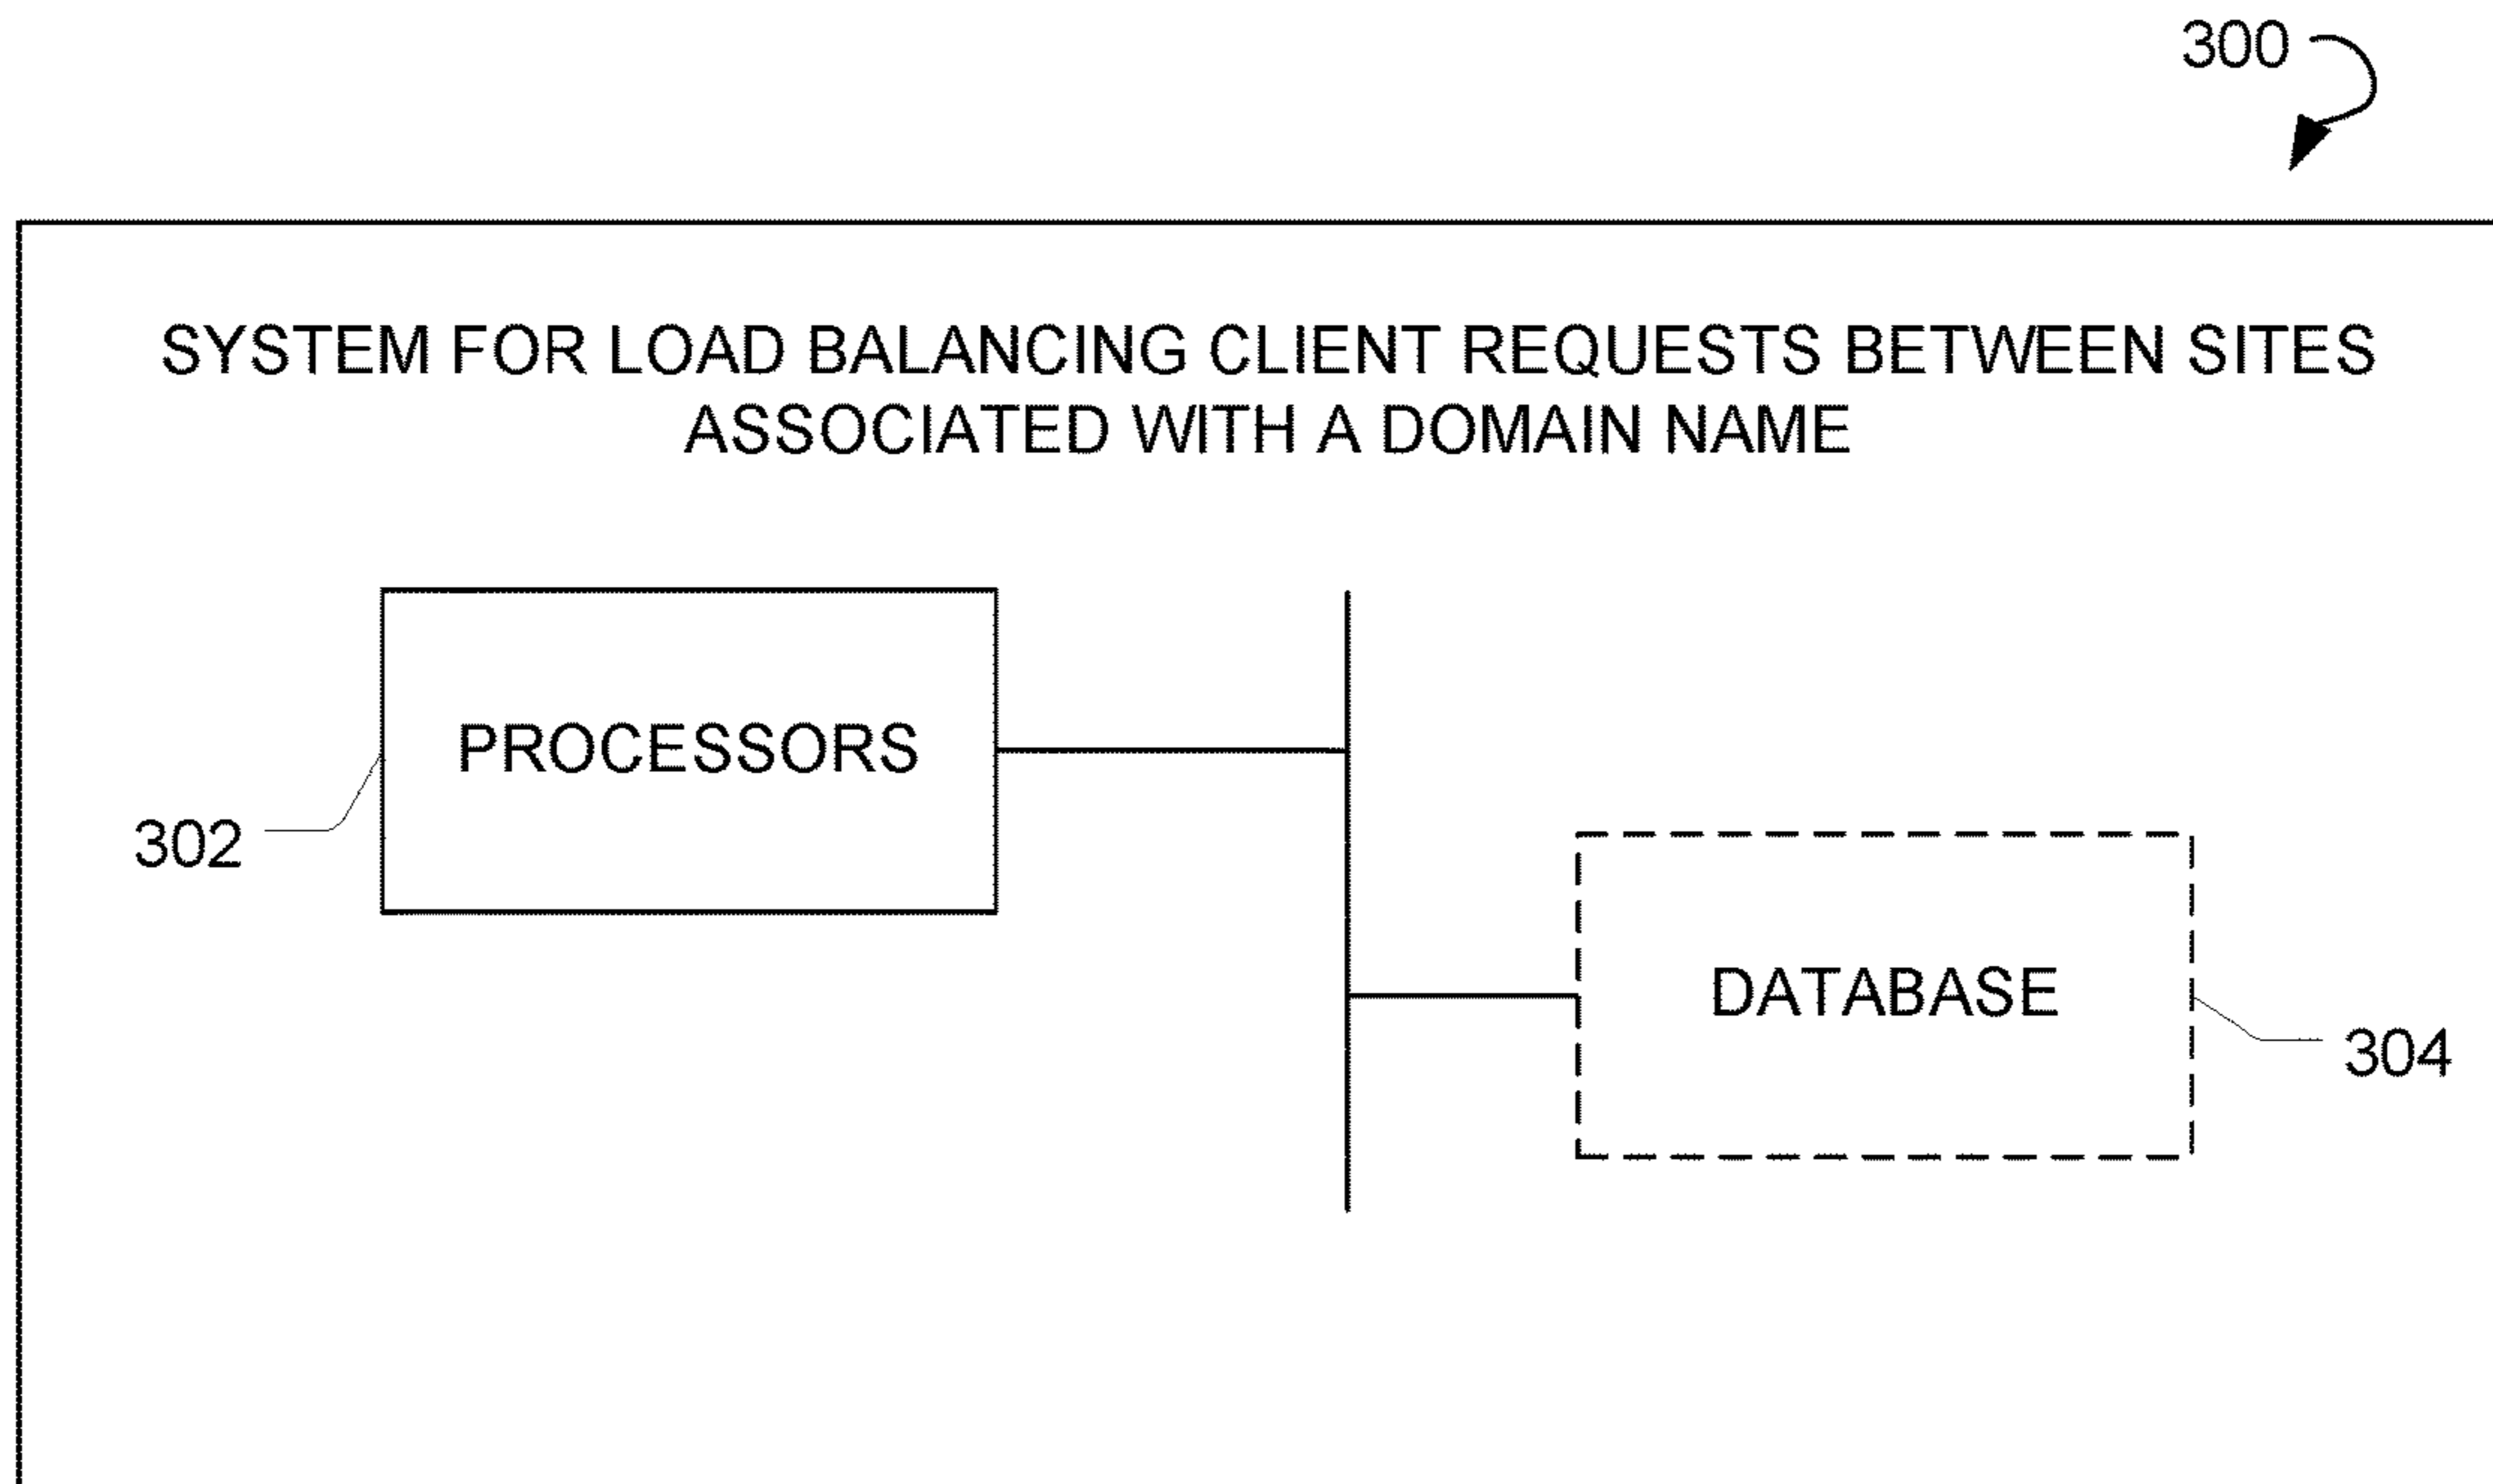 300
SYSTEM FOR LOAD BALANCING CLIENT REQUESTS BETWEEN SITES
ASSOCIATED WITH A DOMAIN NAME
PROCESSORS
302
DATABASE
304